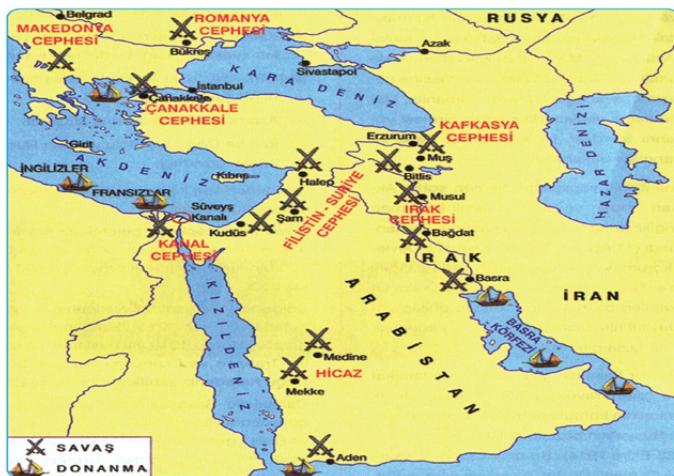 Belgrad
ROMANYA
CEPHESİ
RUSYA
MAKEDONYA
CEPHESİ
Bükreş
Azak
Sivastapol
KARA DENİZ
İstanbul
Çanakkale
ÇANAKKALE
CEPHESİ
HAZAR DENİZİ
Erzurum
KAFKASYA
CEPHESİ
Muş
Bitlis
Girit
AKDENİZ
Kıbrıs
Halep
Musul
İNGİLİZLER
FRANSIZLAR
Süveyş
Kanalı
Şam
FİLİSTİN - SURİYE
CEPHESİ
IRAK
CEPHESİ
Kudüs
Bağdat
KANAL
CEPHESİ
IRAK
Basra
İRAN
KIZILDENİZ
ARABİSTAN
BASRA
KÖRFEZİ
Medine
HİCAZ
Mekke
Aden
SAVAŞ
DONANMA